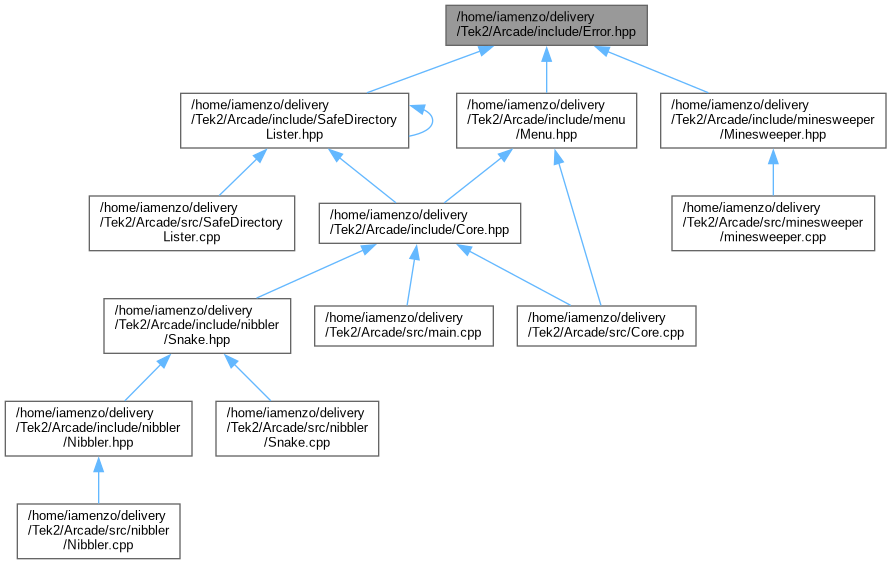 /home/iamenzo/delivery
/Tek2/Arcade/include/Error.hpp
/home/iamenzo/delivery
/Tek2/Arcade/include/SafeDirectory
Lister.hpp
/home/iamenzo/delivery
/Tek2/Arcade/include/menu
/Menu.hpp
/home/iamenzo/delivery
/Tek2/Arcade/include/minesweeper
/Minesweeper.hpp
/home/iamenzo/delivery
/Tek2/Arcade/src/SafeDirectory
Lister.cpp
/home/iamenzo/delivery
/Tek2/Arcade/include/Core.hpp
/home/iamenzo/delivery
/Tek2/Arcade/src/minesweeper
/minesweeper.cpp
/home/iamenzo/delivery
/Tek2/Arcade/include/nibbler
/Snake.hpp
/home/iamenzo/delivery
/Tek2/Arcade/src/main.cpp
/home/iamenzo/delivery
/Tek2/Arcade/src/Core.cpp
/home/iamenzo/delivery
/Tek2/Arcade/include/nibbler
/Nibbler.hpp
/home/iamenzo/delivery
/Tek2/Arcade/src/nibbler
/Snake.cpp
/home/iamenzo/delivery
/Tek2/Arcade/src/nibbler
/Nibbler.cpp